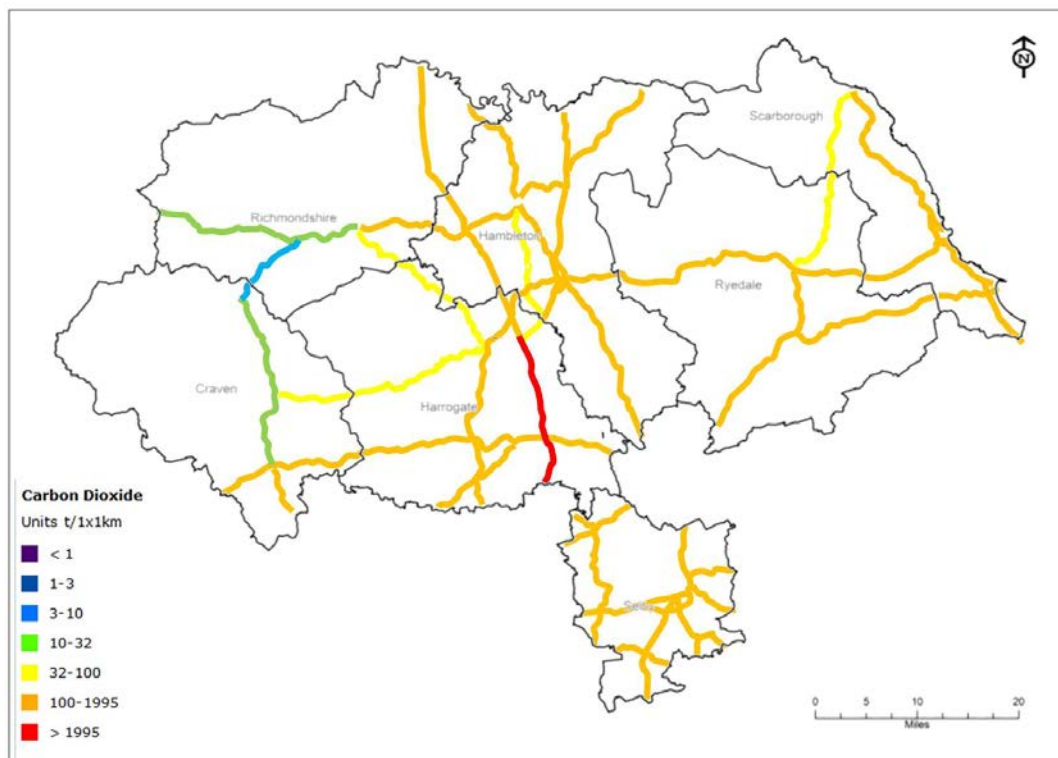 N
Scarborough
Richmondshire
Hambleton
Ryedale
Craven
Harrogate
Selby
Carbon Dioxide
Units t/1x1km
< 1
1-3
3-10
10-32
32-100
100-1995
> 1995
0 5 10 20
Miles